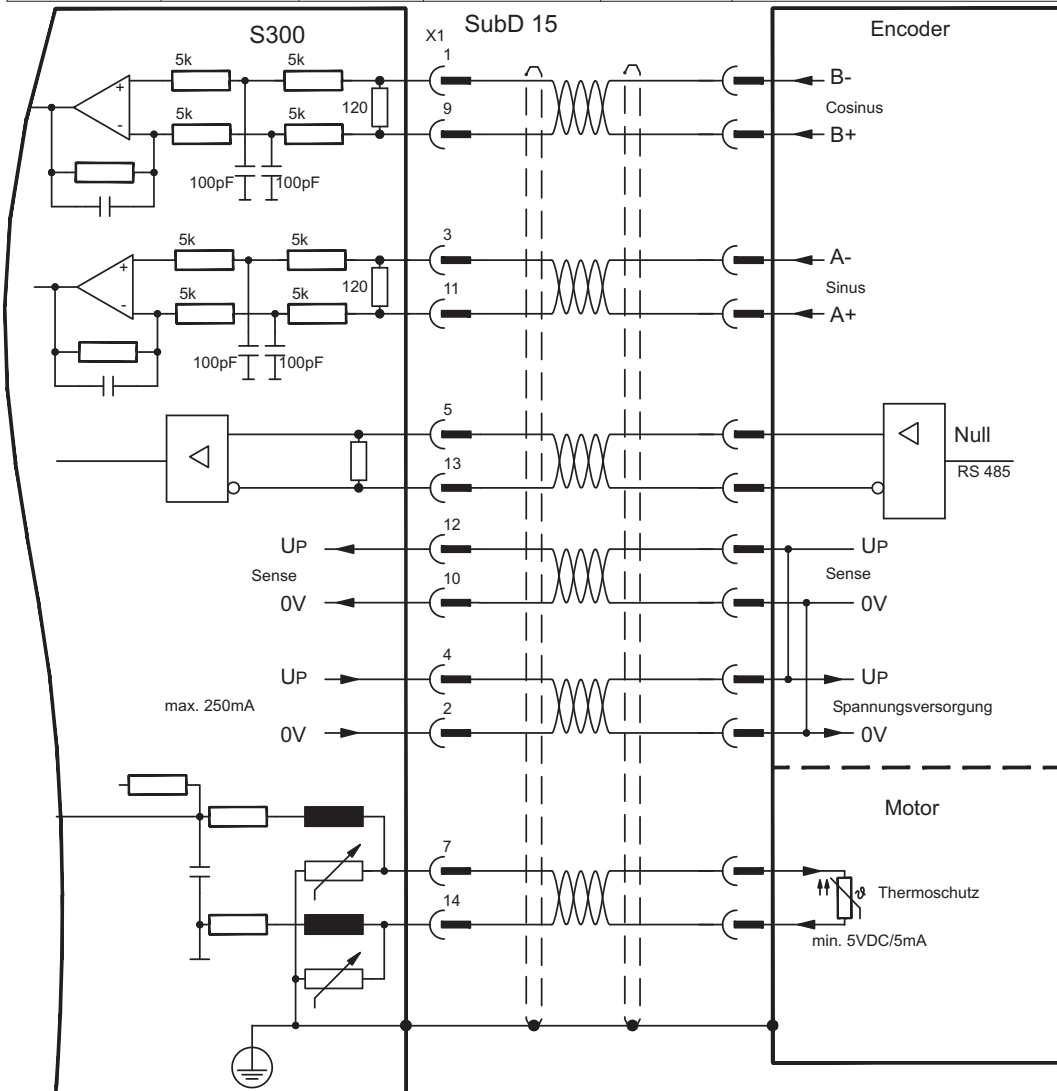 S300
X1
SubD 15
Encoder
5k
5k
1
B-
+
120
9
Cosinus
-
5k
5k
B+
100pF
100pF
5k
5k
3
A-
+
120
Sinus
-
5k
5k
11
A+
100pF
100pF
5
Null
13
RS 485
12
UP
UP
Sense
Sense
10
0V
0V
4
UP
UP
max. 250mA
Spannungsversorgung
2
0V
0V
Motor
7
ϑ
Thermoschutz
14
min. 5VDC/5mA